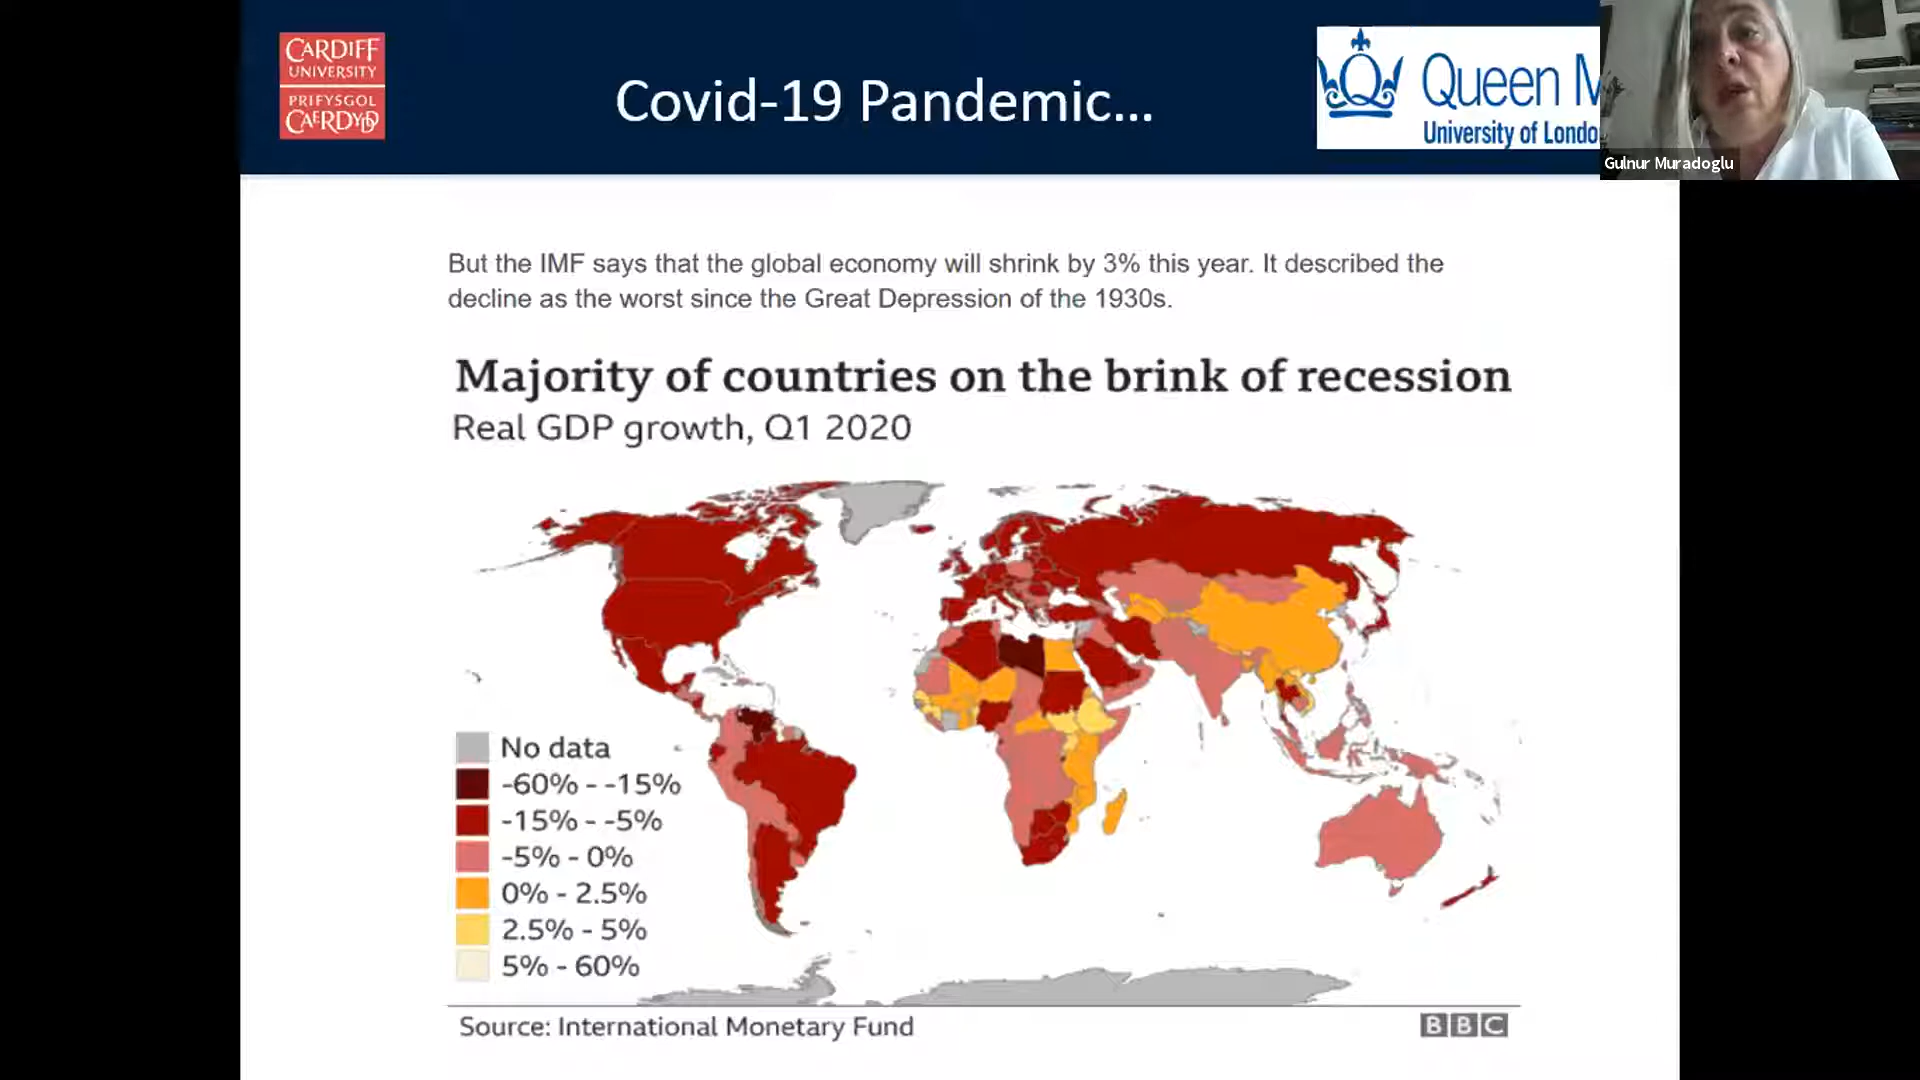 CARDIFF
UNIVERSITY
PRIFYSGOL
CAERDYDD
Covid-19 Pandemic...
Queen M
University of Londo
Gulnur Muradoglu
But the IMF says that the global economy will shrink by 3% this year. It described the
decline as the worst since the Great Depression of the 1930s.
Majority of countries on the brink of recession
Real GDP growth, Q1 2020
No data
-60% - -15%
-15% - -5%
-5% - 0%
0% - 2.5%
2.5% - 5%
5% - 60%
Source: International Monetary Fund
BBC